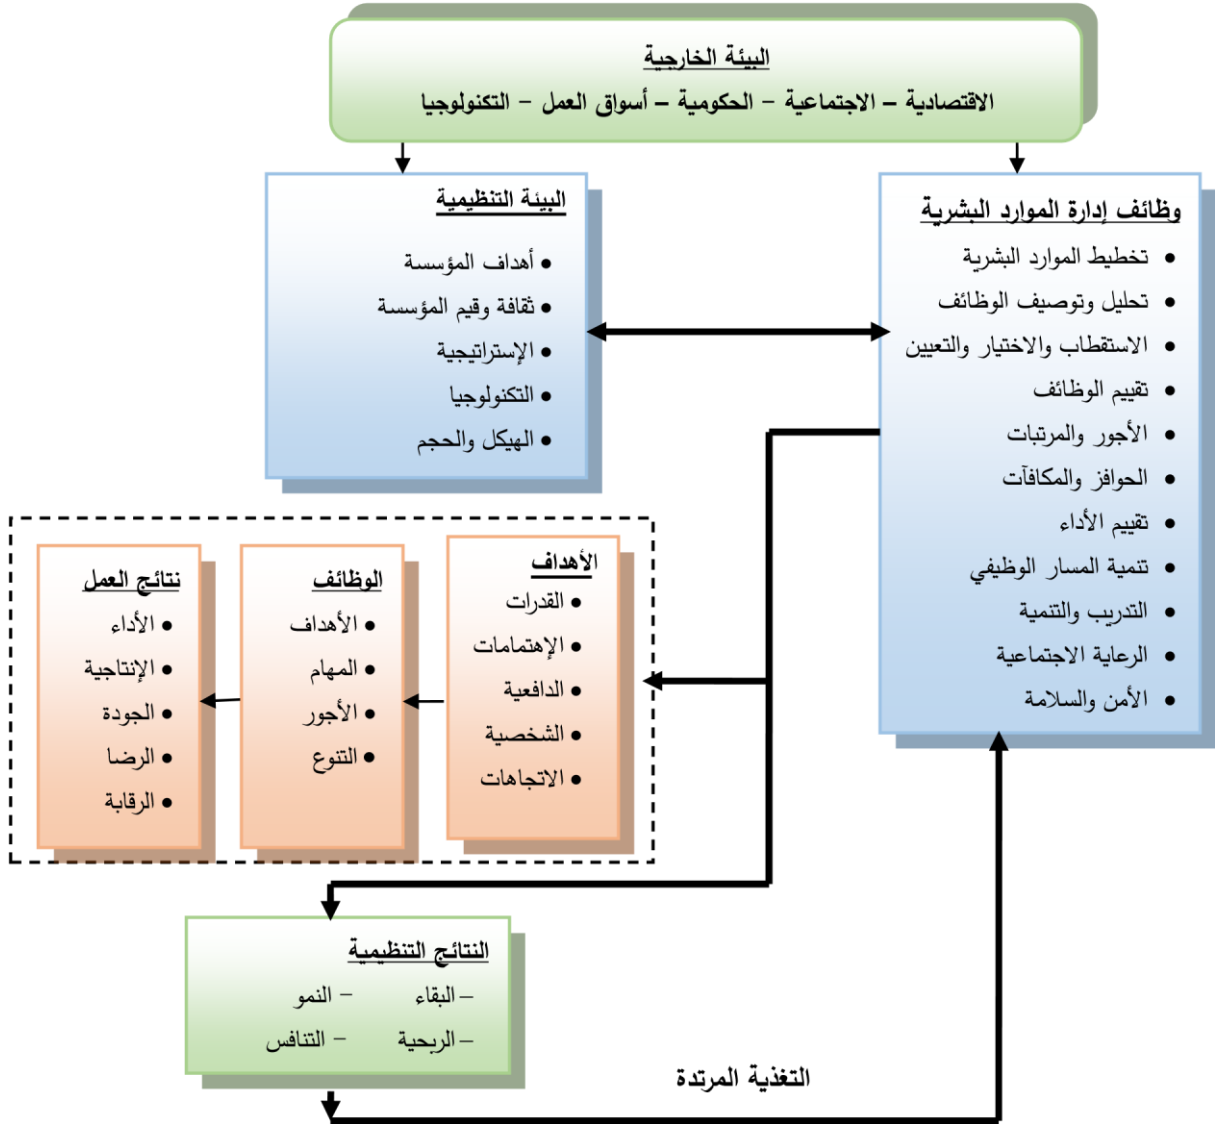 البيئة الخارجية
الاقتصادية – الاجتماعية – الحكومية – أسواق العمل – التكنولوجيا
وظائف إدارة الموارد البشرية
• تخطيط الموارد البشرية
• تحليل وتوصيف الوظائف
• الاستقطاب والاختيار والتعيين
• تقييم الوظائف
• الأجور والمرتبات
• الحوافز والمكافآت
• تقييم الأداء
• تنمية المسار الوظيفي
• التدريب والتنمية
• الرعاية الاجتماعية
• الأمن والسلامة
البيئة التنظيمية
• أهداف المؤسسة
• ثقافة وقيم المؤسسة
• الإستراتيجية
• التكنولوجيا
• الهيكل والحجم
الأهداف
• القدرات
• الإهتمامات
• الدافعية
• الشخصية
• الاتجاهات
الوظائف
• الأهداف
• المهام
• الأجور
• التنوع
نتائج العمل
• الأداء
• الإنتاجية
• الجودة
• الرضا
• الرقابة
النتائج التنظيمية
– البقاء – النمو
– الربحية – التنافس
التغذية المرتدة